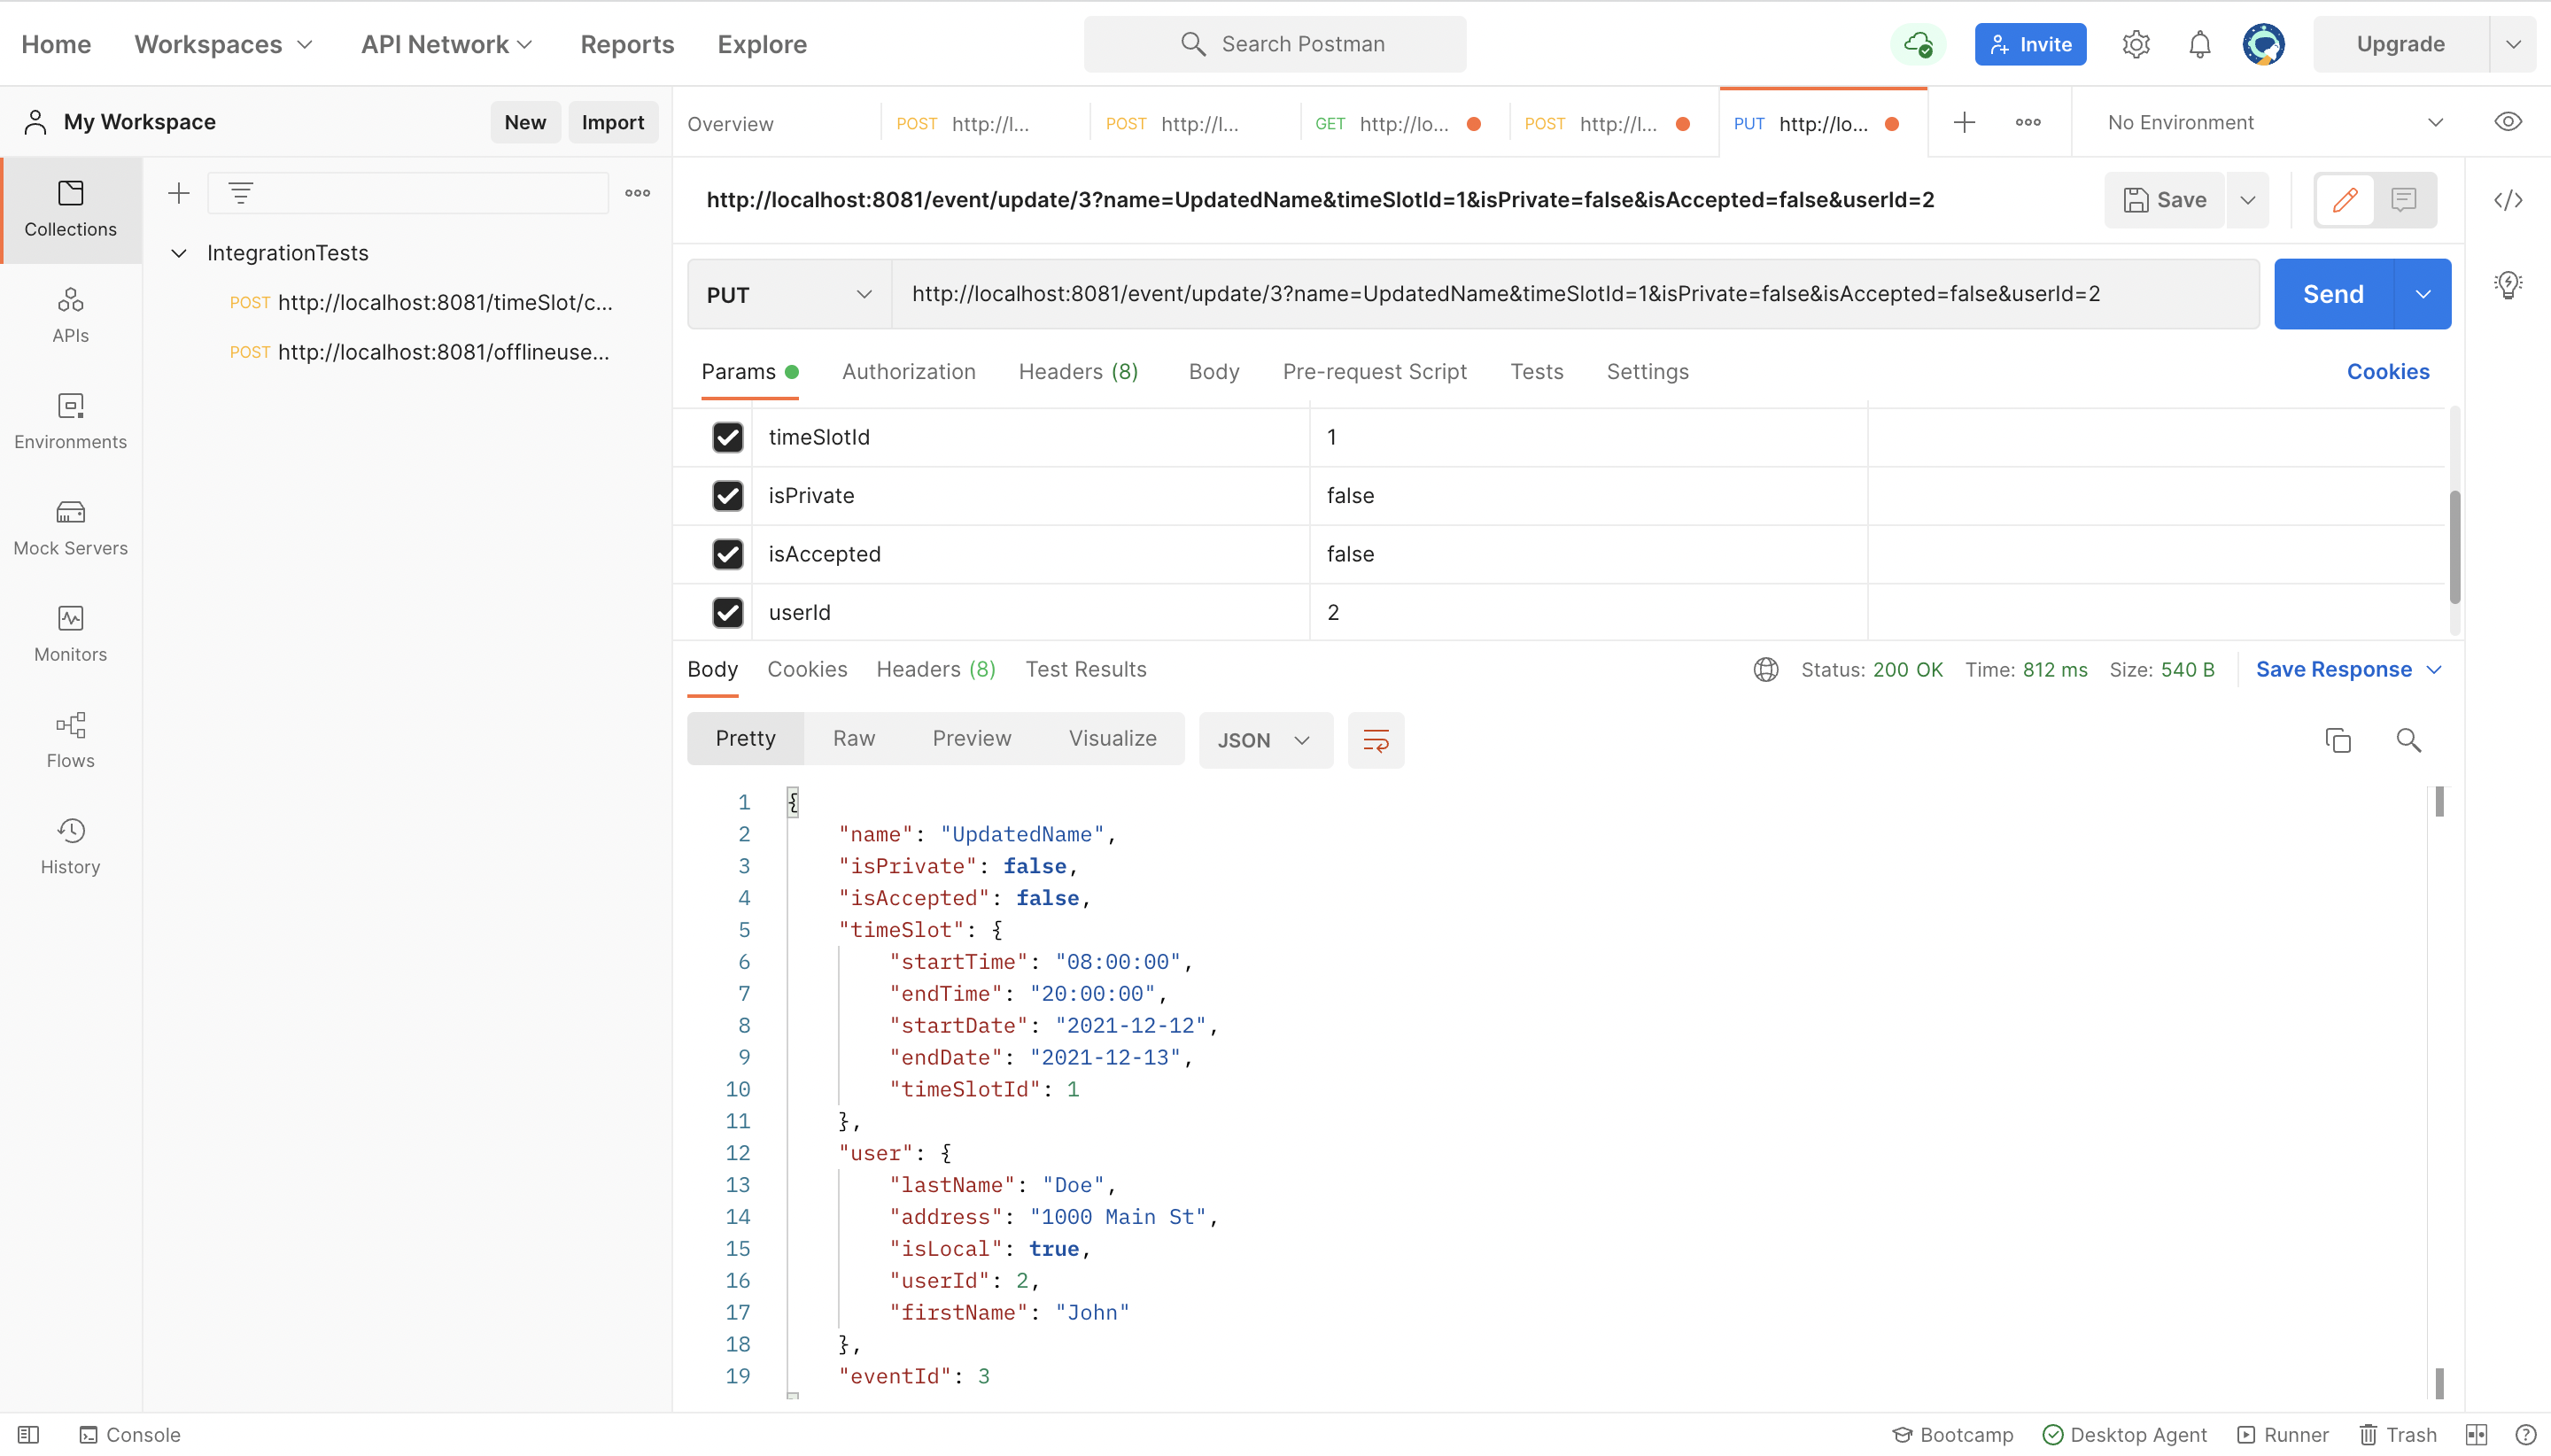 Home Workspaces API Network Reports Explore Search Postman Invite Upgrade
My Workspace New Import
Overview POST http://l... POST http://l... GET http://lo... POST http://l... PUT http://lo... No Environment
Collections
APIs
Environments
Mock Servers
Monitors
Flows
History
IntegrationTests
POST http://localhost:8081/timeSlot/c...
POST http://localhost:8081/offlineuse...
http://localhost:8081/event/update/3?name=UpdatedName&timeSlotId=1&isPrivate=false&isAccepted=false&userId=2 Save
PUT http://localhost:8081/event/update/3?name=UpdatedName&timeSlotId=1&isPrivate=false&isAccepted=false&userId=2 Send
Params Authorization Headers (8) Body Pre-request Script Tests Settings Cookies
timeSlotId 1
isPrivate false
isAccepted false
userId 2
Body Cookies Headers (8) Test Results Status: 200 OK Time: 812 ms Size: 540 B Save Response
Pretty Raw Preview Visualize JSON
1 {
2 "name": "UpdatedName",
3 "isPrivate": false,
4 "isAccepted": false,
5 "timeSlot": {
6 "startTime": "08:00:00",
7 "endTime": "20:00:00",
8 "startDate": "2021-12-12",
9 "endDate": "2021-12-13",
10 "timeSlotId": 1
11 },
12 "user": {
13 "lastName": "Doe",
14 "address": "1000 Main St",
15 "isLocal": true,
16 "userId": 2,
17 "firstName": "John"
18 },
19 "eventId": 3
Console Bootcamp Desktop Agent Runner Trash